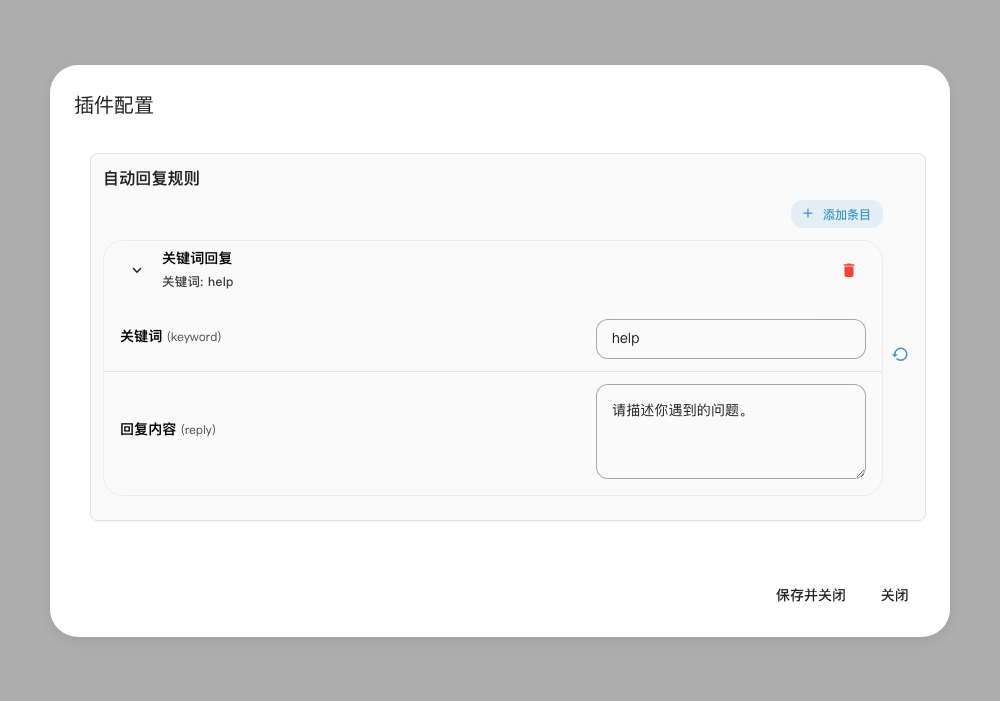 插件配置
自动回复规则
+ 添加条目
关键词回复
关键词: help
关键词 (keyword)
help
回复内容 (reply)
请描述你遇到的问题。
保存并关闭
关闭